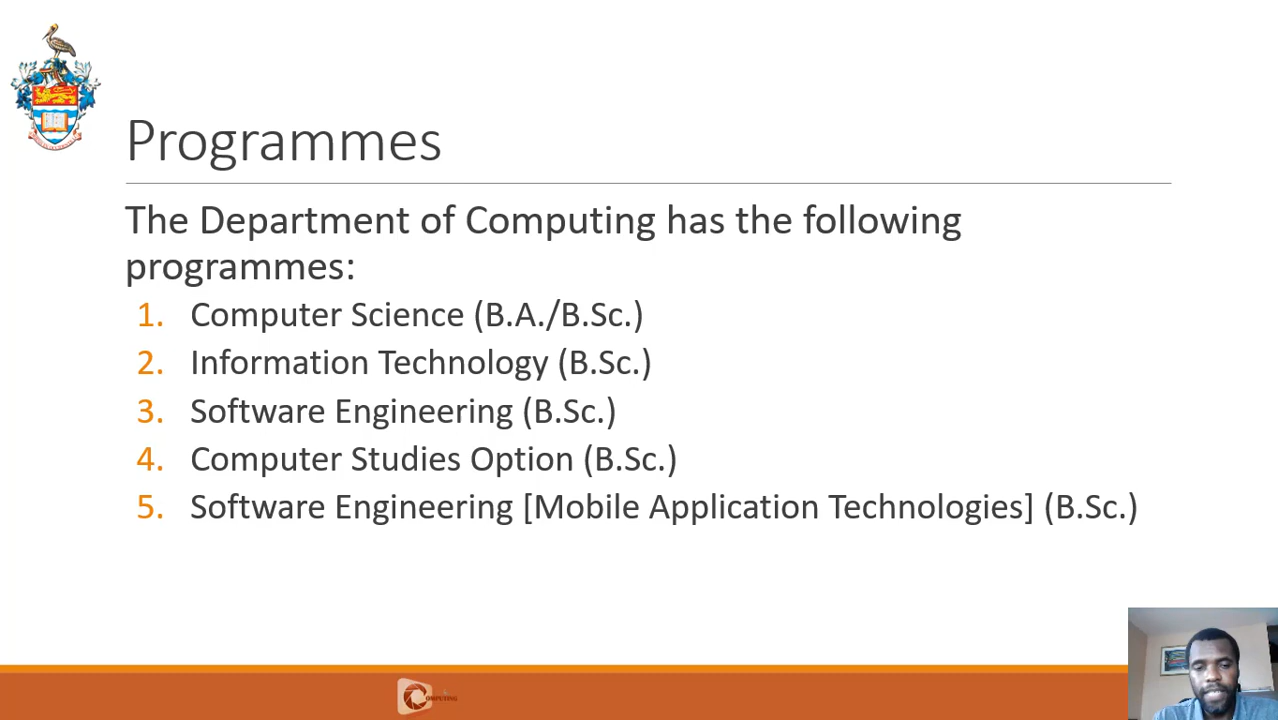 Programmes
The Department of Computing has the following
programmes:
1. Computer Science (B.A./B.Sc.)
2. Information Technology (B.Sc.)
3. Software Engineering (B.Sc.)
4. Computer Studies Option (B.Sc.)
5. Software Engineering [Mobile Application Technologies] (B.Sc.)
COMPUTING